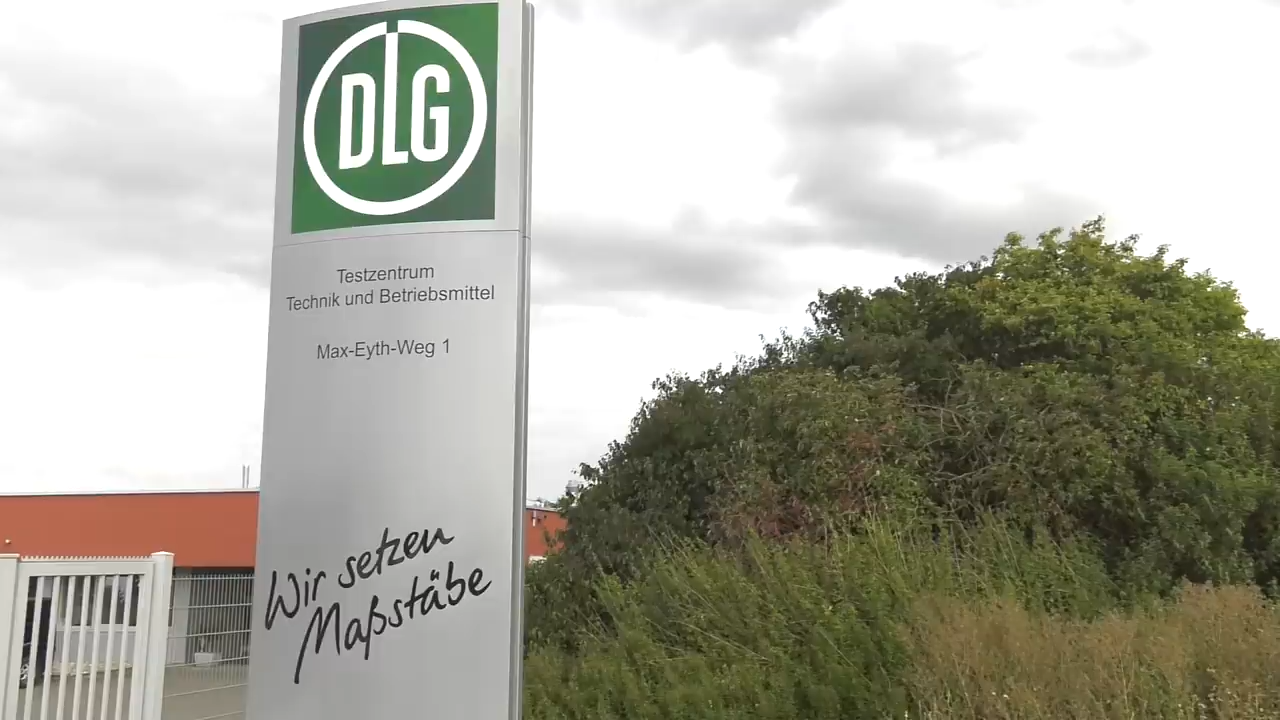 DLG
Testzentrum
Technik und Betriebsmittel
Max-Eyth-Weg 1
Wir setzen
Maßstäbe